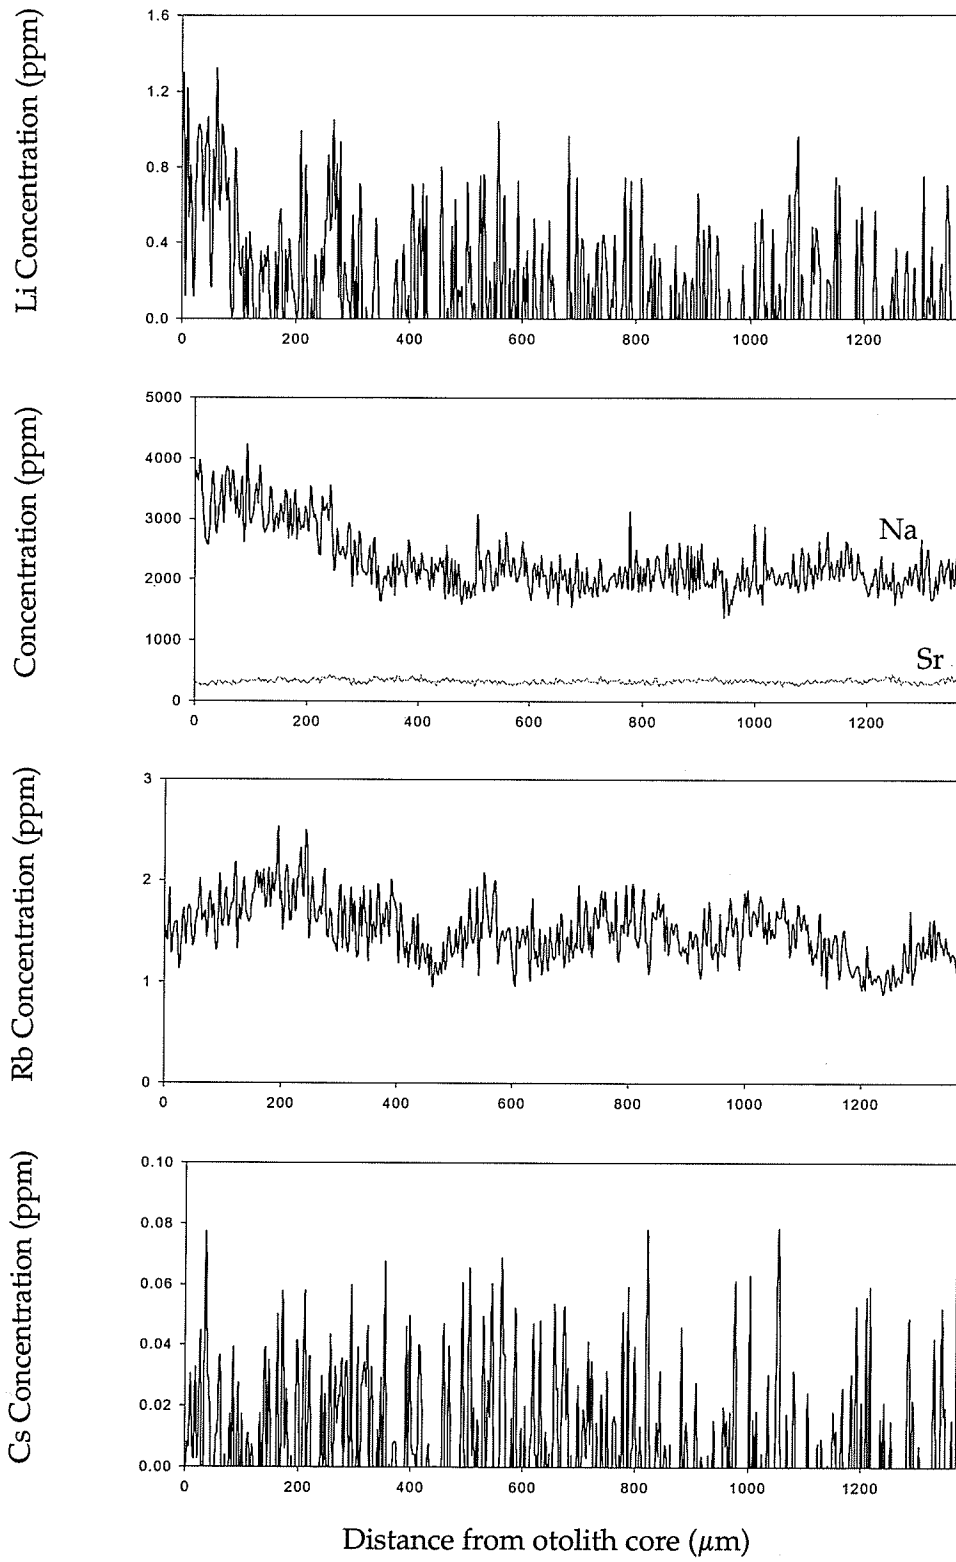 Li Concentration (ppm)
1.6
1.2
0.8
0.4
0.0
0 200 400 600 800 1000 1200
Concentration (ppm)
5000
4000
3000
2000
1000
0
Na
Sr
0 200 400 600 800 1000 1200
Rb Concentration (ppm)
3
2
1
0
0 200 400 600 800 1000 1200
Cs Concentration (ppm)
0.10
0.08
0.06
0.04
0.02
0.00
0 200 400 600 800 1000 1200
Distance from otolith core (μm)